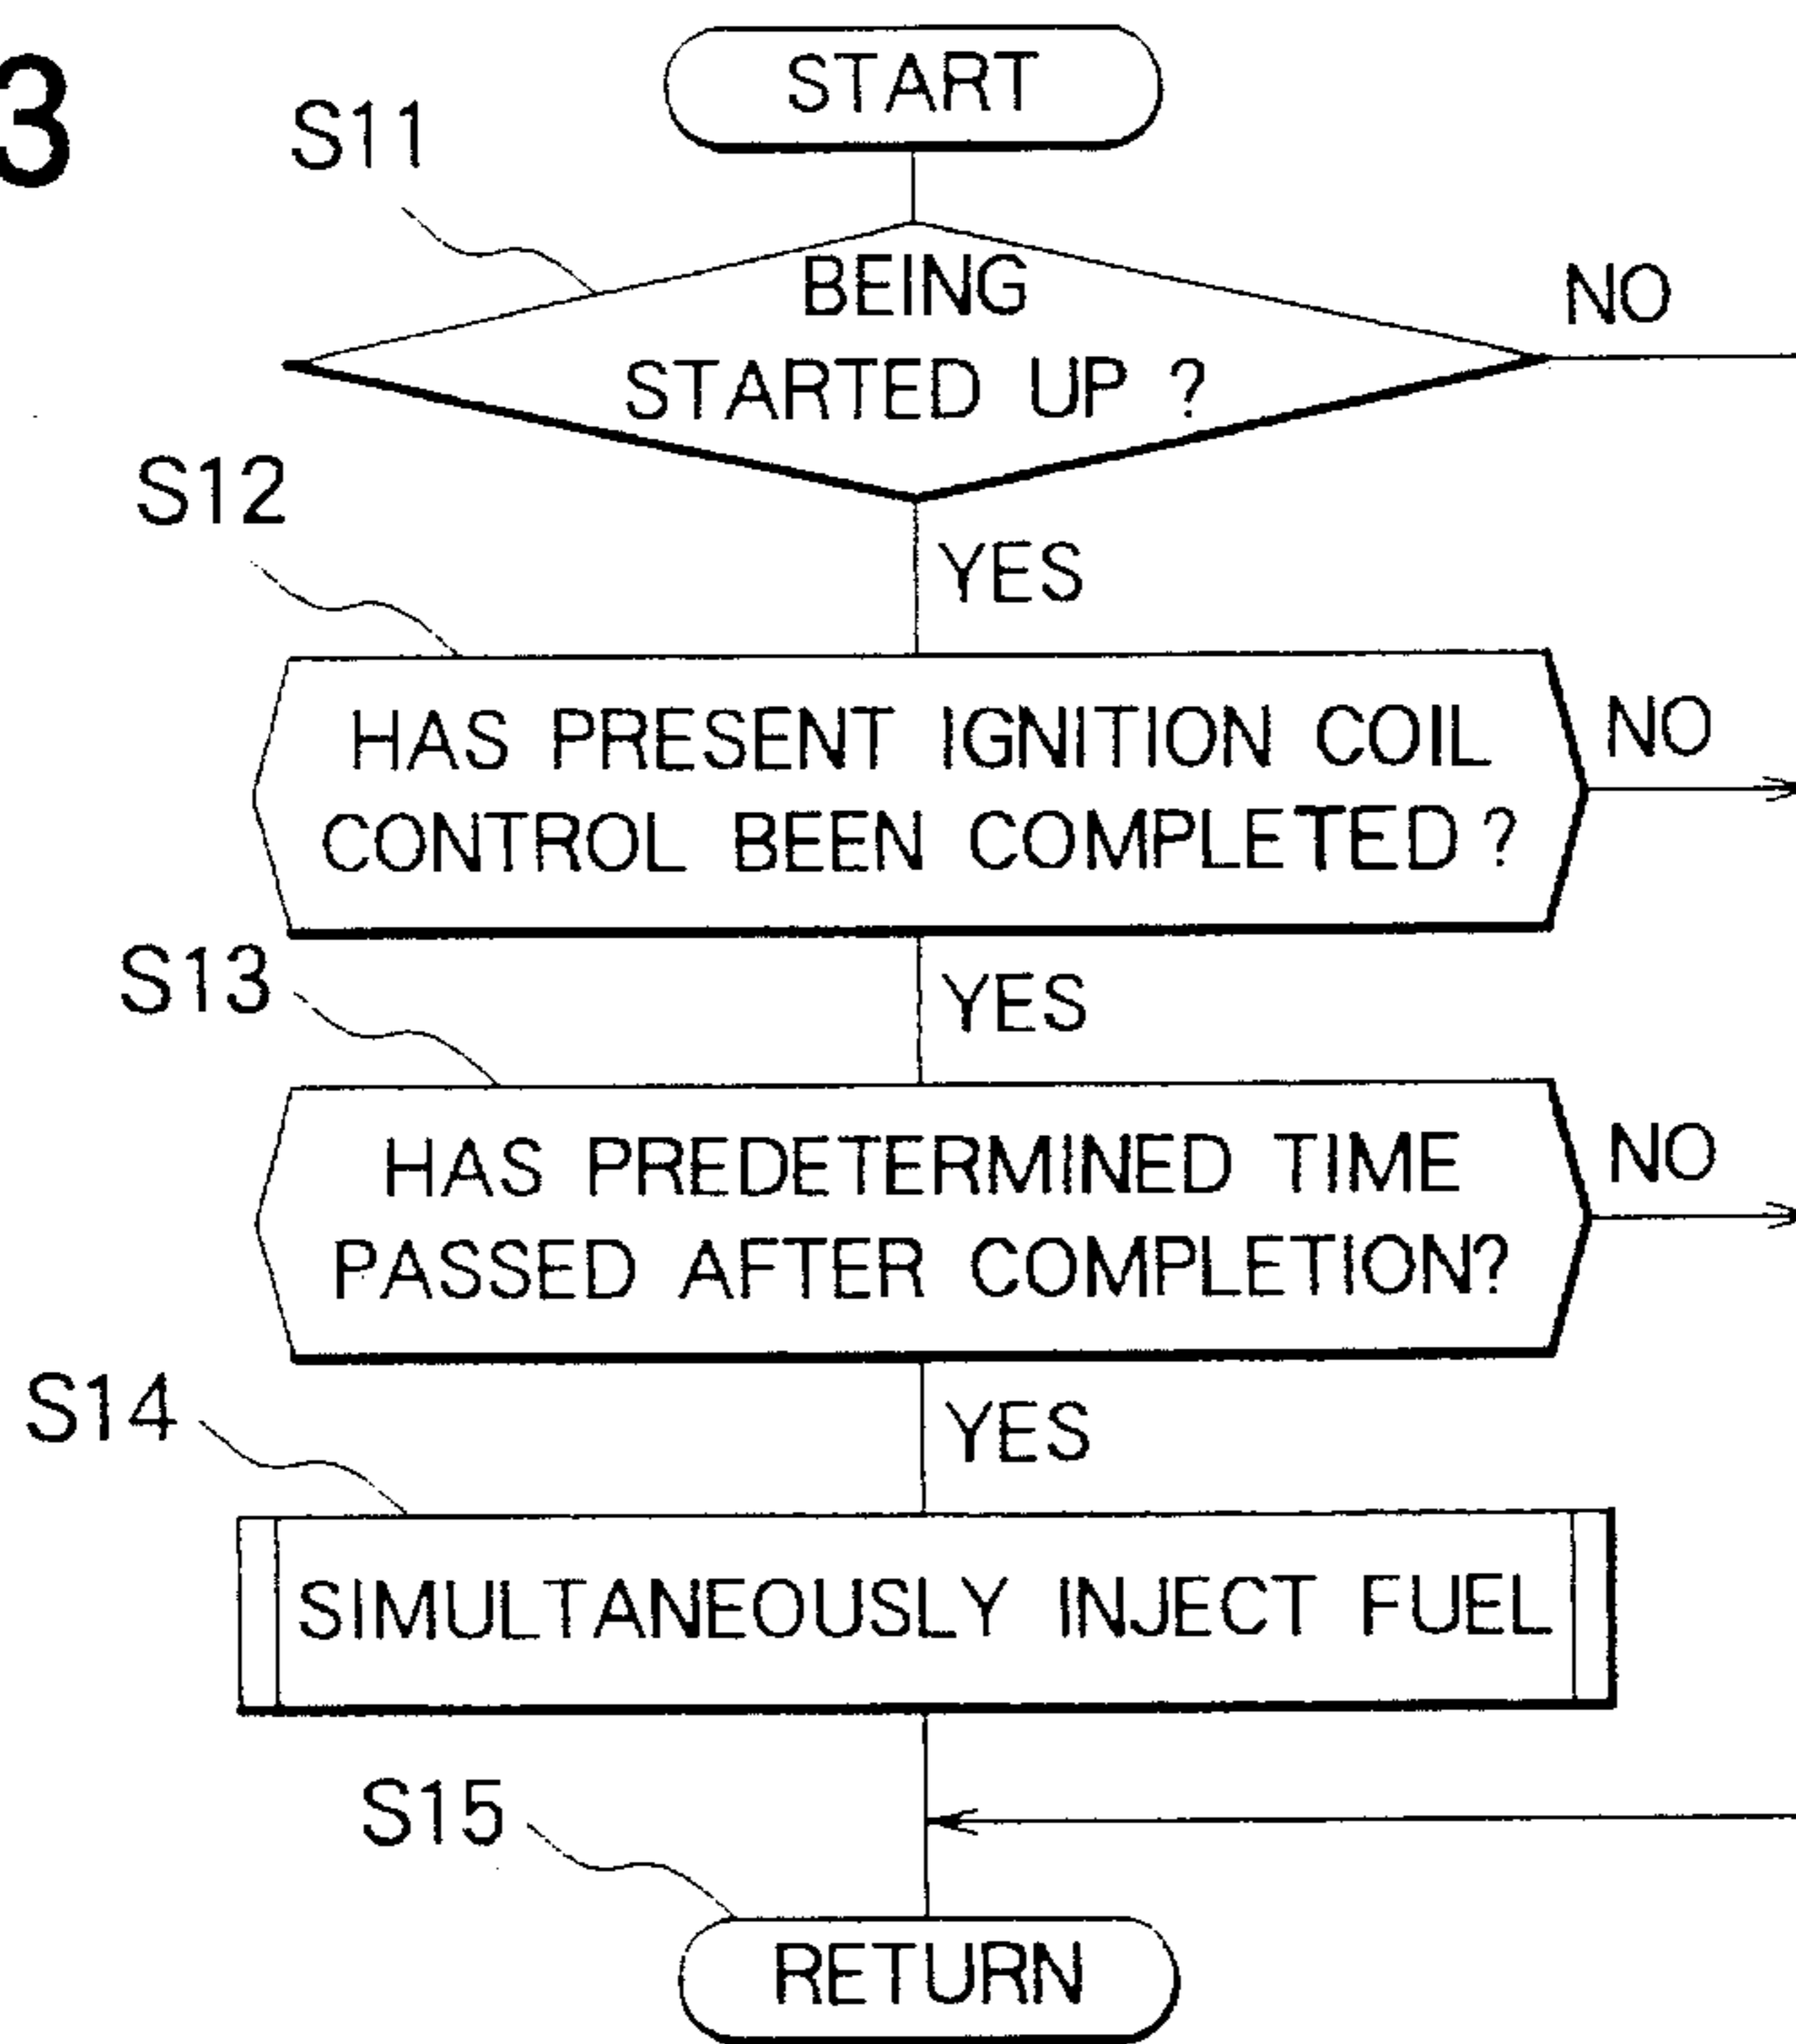 3
START
S11
BEING
STARTED UP ?
NO
S12
YES
HAS PRESENT IGNITION COIL
CONTROL BEEN COMPLETED ?
NO
S13
YES
HAS PREDETERMINED TIME
PASSED AFTER COMPLETION?
NO
S14
YES
SIMULTANEOUSLY INJECT FUEL
S15
RETURN